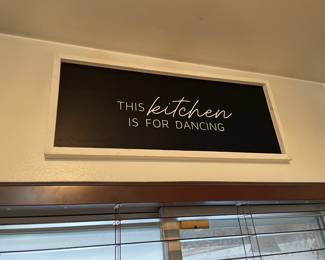 THIS kitchen
IS FOR DANCING